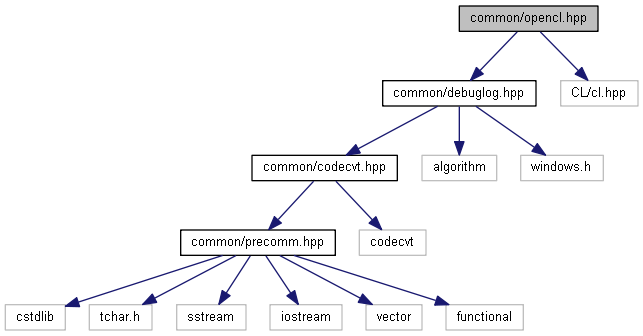 common/opencl.hpp
common/debuglog.hpp
CL/cl.hpp
common/codecvt.hpp
algorithm
windows.h
common/precomm.hpp
codecvt
cstdlib
tchar.h
sstream
iostream
vector
functional